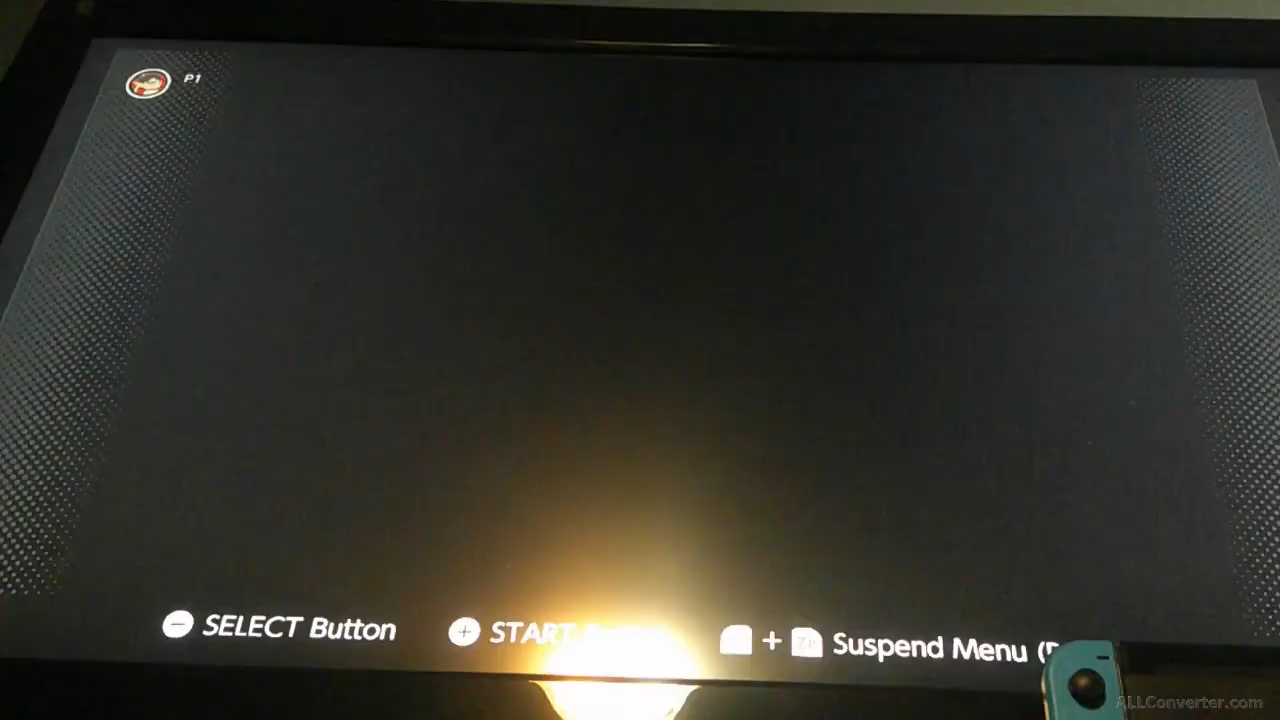 P1
SELECT Button
START
+ Suspend Menu
ALLConverter.com